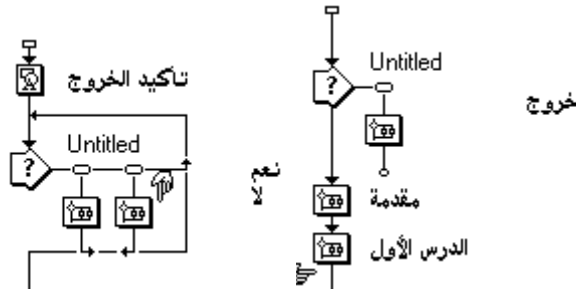 تأكيد الخروج
Untitled
?
نعم
لا
Untitled
?
مقدمة
الدرس الأول
خروج